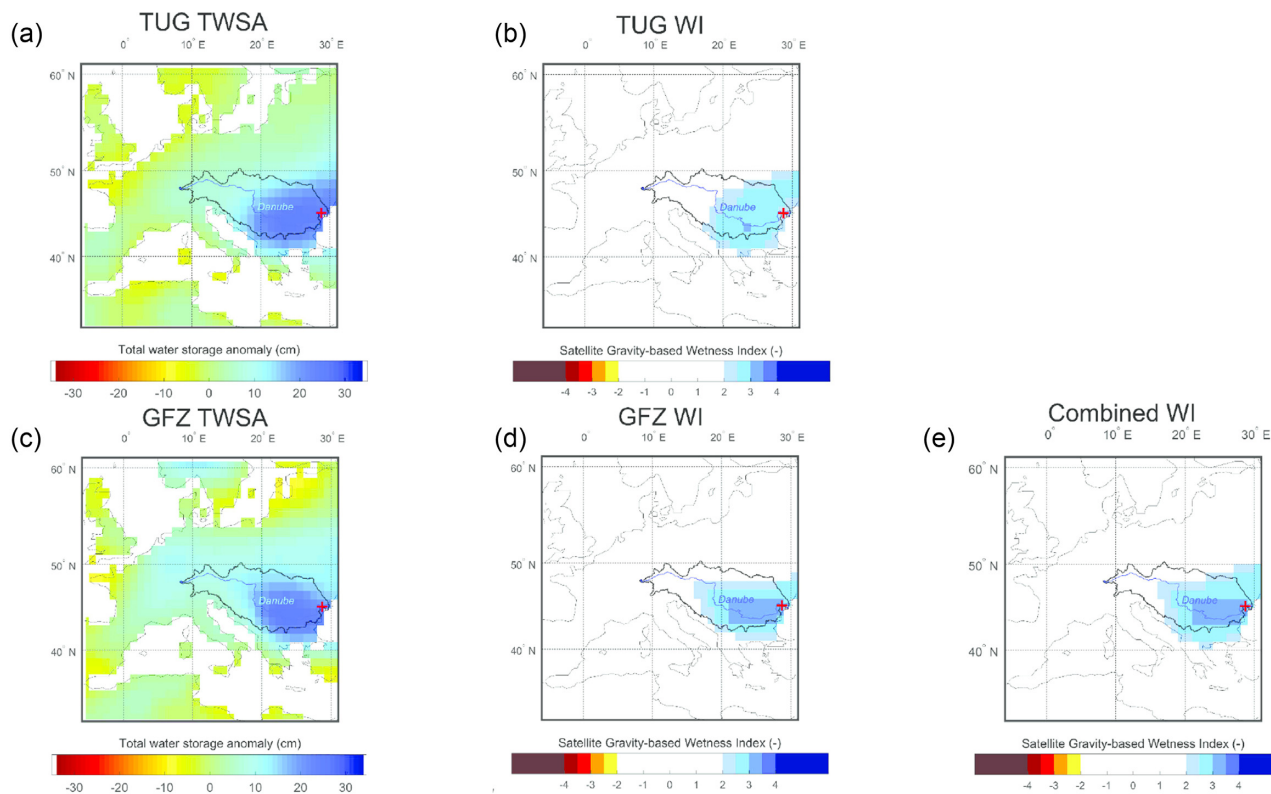 (a)
TUG TWSA
0° 10° E 20° E 30° E
60° N
50° N
40° N
Danube
Total water storage anomaly (cm)
-30 -20 -10 0 10 20 30
(b)
TUG WI
0° 10° E 20° E 30° E
60° N
50° N
40° N
Danube
Satellite Gravity-based Wetness Index (-)
-4 -3 -2 -1 0 1 2 3 4
(c)
GFZ TWSA
0° 10° E 20° E 30° E
60° N
50° N
40° N
Danube
Total water storage anomaly (cm)
-30 -20 -10 0 10 20 30
(d)
GFZ WI
0° 10° E 20° E 30° E
60° N
50° N
40° N
Danube
Satellite Gravity-based Wetness Index (-)
-4 -3 -2 -1 0 1 2 3 4
(e)
Combined WI
0° 10° E 20° E 30° E
60° N
50° N
40° N
Danube
Satellite Gravity-based Wetness Index (-)
-4 -3 -2 -1 0 1 2 3 4